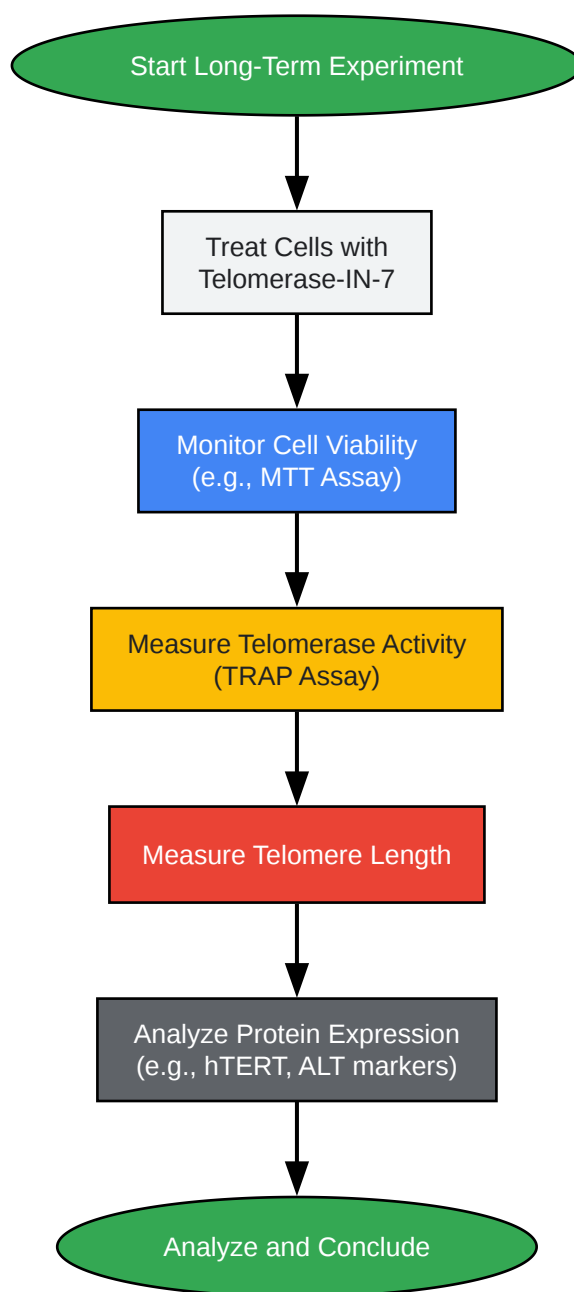 Start Long-Term Experiment
Treat Cells with
Telomerase-IN-7
Monitor Cell Viability
(e.g., MTT Assay)
Measure Telomerase Activity
(TRAP Assay)
Measure Telomere Length
Analyze Protein Expression
(e.g., hTERT, ALT markers)
Analyze and Conclude